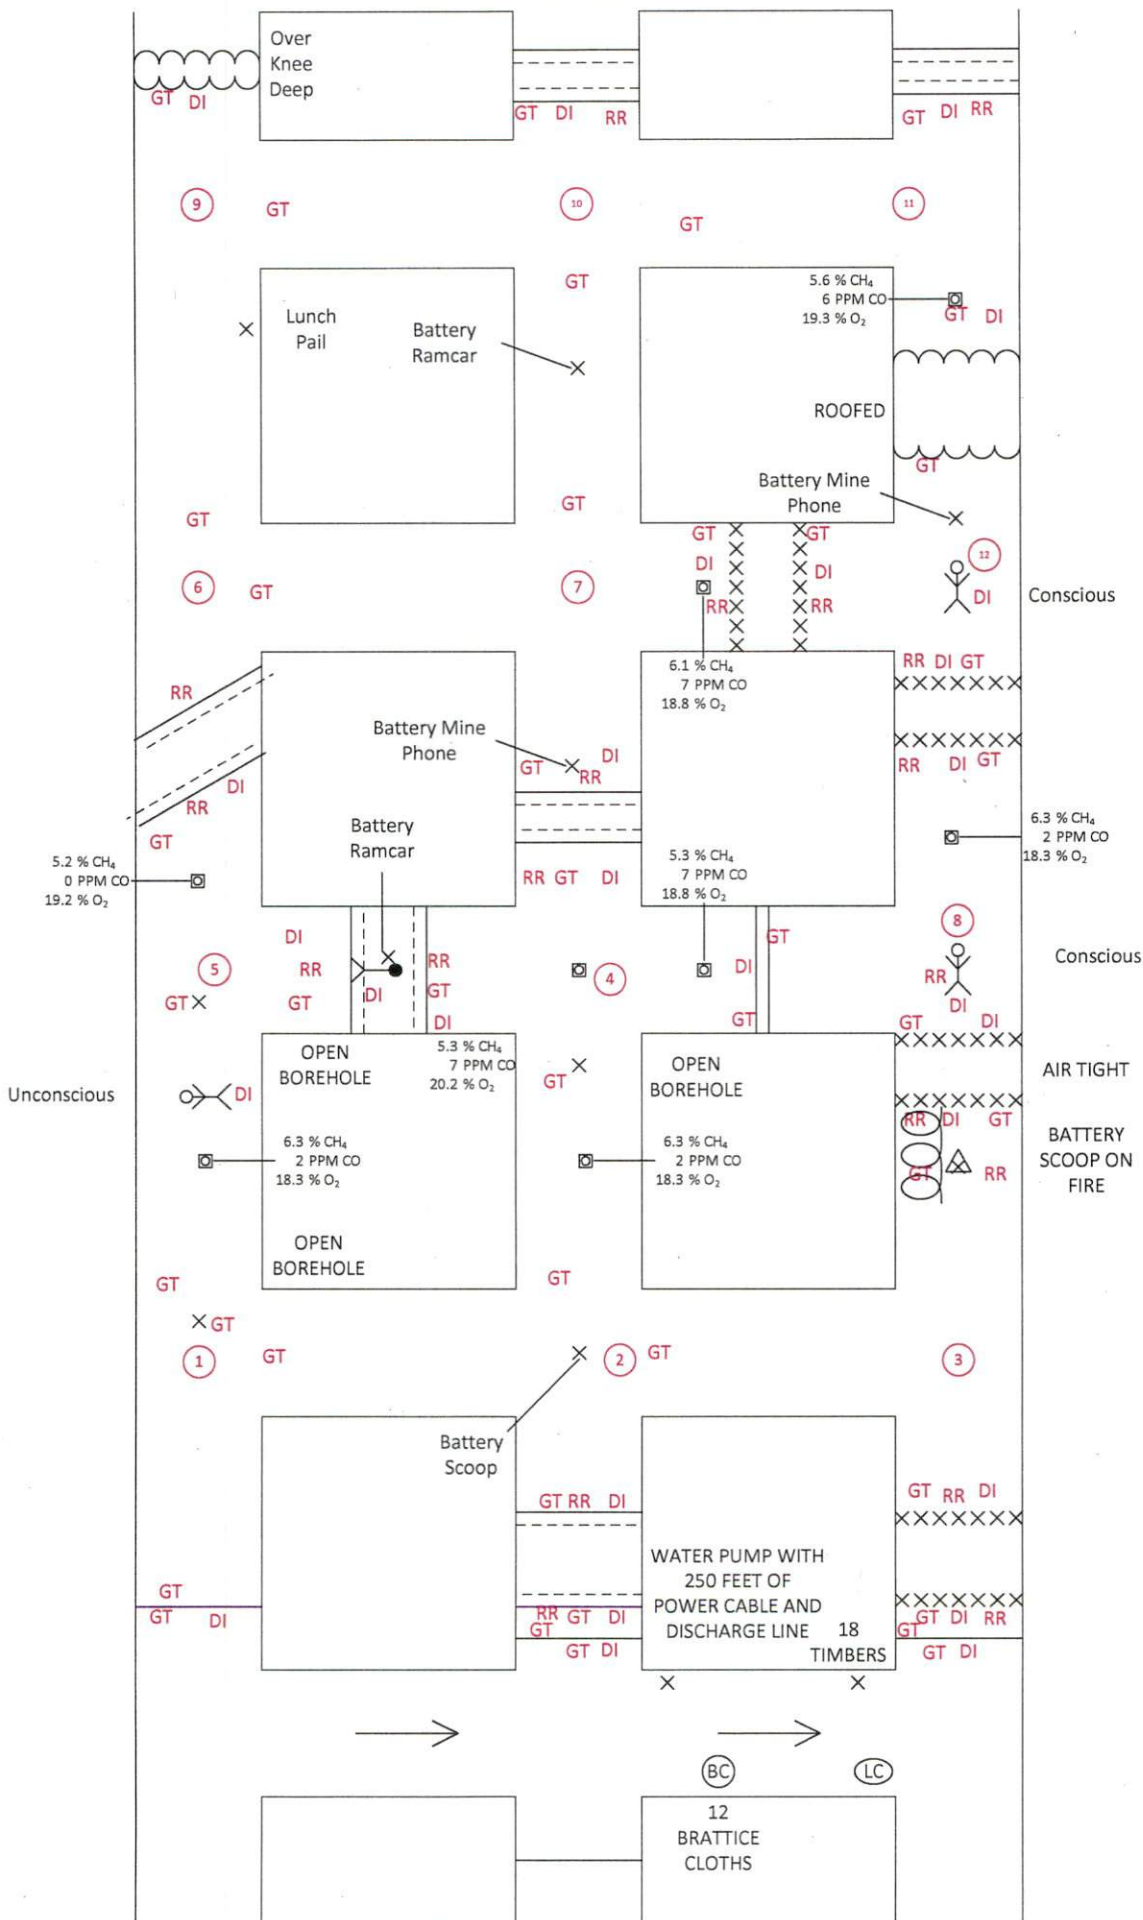 Over
Knee
Deep
GT DI
GT DI RR
GT DI RR
9
GT
10
GT
11
GT
5.6 % CH₄
6 PPM CO
19.3 % O₂
GT DI
Lunch
Pail
Battery
Ramcar
ROOFED
GT
Battery Mine
Phone
GT
GT
GT
GT
12
6
GT
7
DI
DI
RR
RR
DI
Conscious
6.1 % CH₄
7 PPM CO
18.8 % O₂
RR DI GT
RR
Battery Mine
Phone
GT
RR
DI
RR DI GT
DI
RR
GT
Battery
Ramcar
6.3 % CH₄
2 PPM CO
18.3 % O₂
5.2 % CH₄
0 PPM CO
19.2 % O₂
5.3 % CH₄
7 PPM CO
18.8 % O₂
RR GT DI
8
DI
GT
Conscious
5
RR
RR
4
DI
RR
GT
GT
DI
GT
DI
DI
GT
GT
DI
OPEN
BOREHOLE
5.3 % CH₄
7 PPM CO
20.2 % O₂
OPEN
BOREHOLE
AIR TIGHT
Unconscious
DI
GT
RR DI GT
BATTERY
SCOOP ON
FIRE
6.3 % CH₄
2 PPM CO
18.3 % O₂
6.3 % CH₄
2 PPM CO
18.3 % O₂
GT
RR
OPEN
BOREHOLE
GT
GT
GT
1
GT
2
GT
3
Battery
Scoop
GT RR DI
GT RR DI
WATER PUMP WITH
250 FEET OF
POWER CABLE AND
DISCHARGE LINE
18
TIMBERS
GT
GT DI
RR GT DI
GT
GT DI
GT DI RR
GT
GT DI
BC
LC
12
BRATTICE
CLOTHS